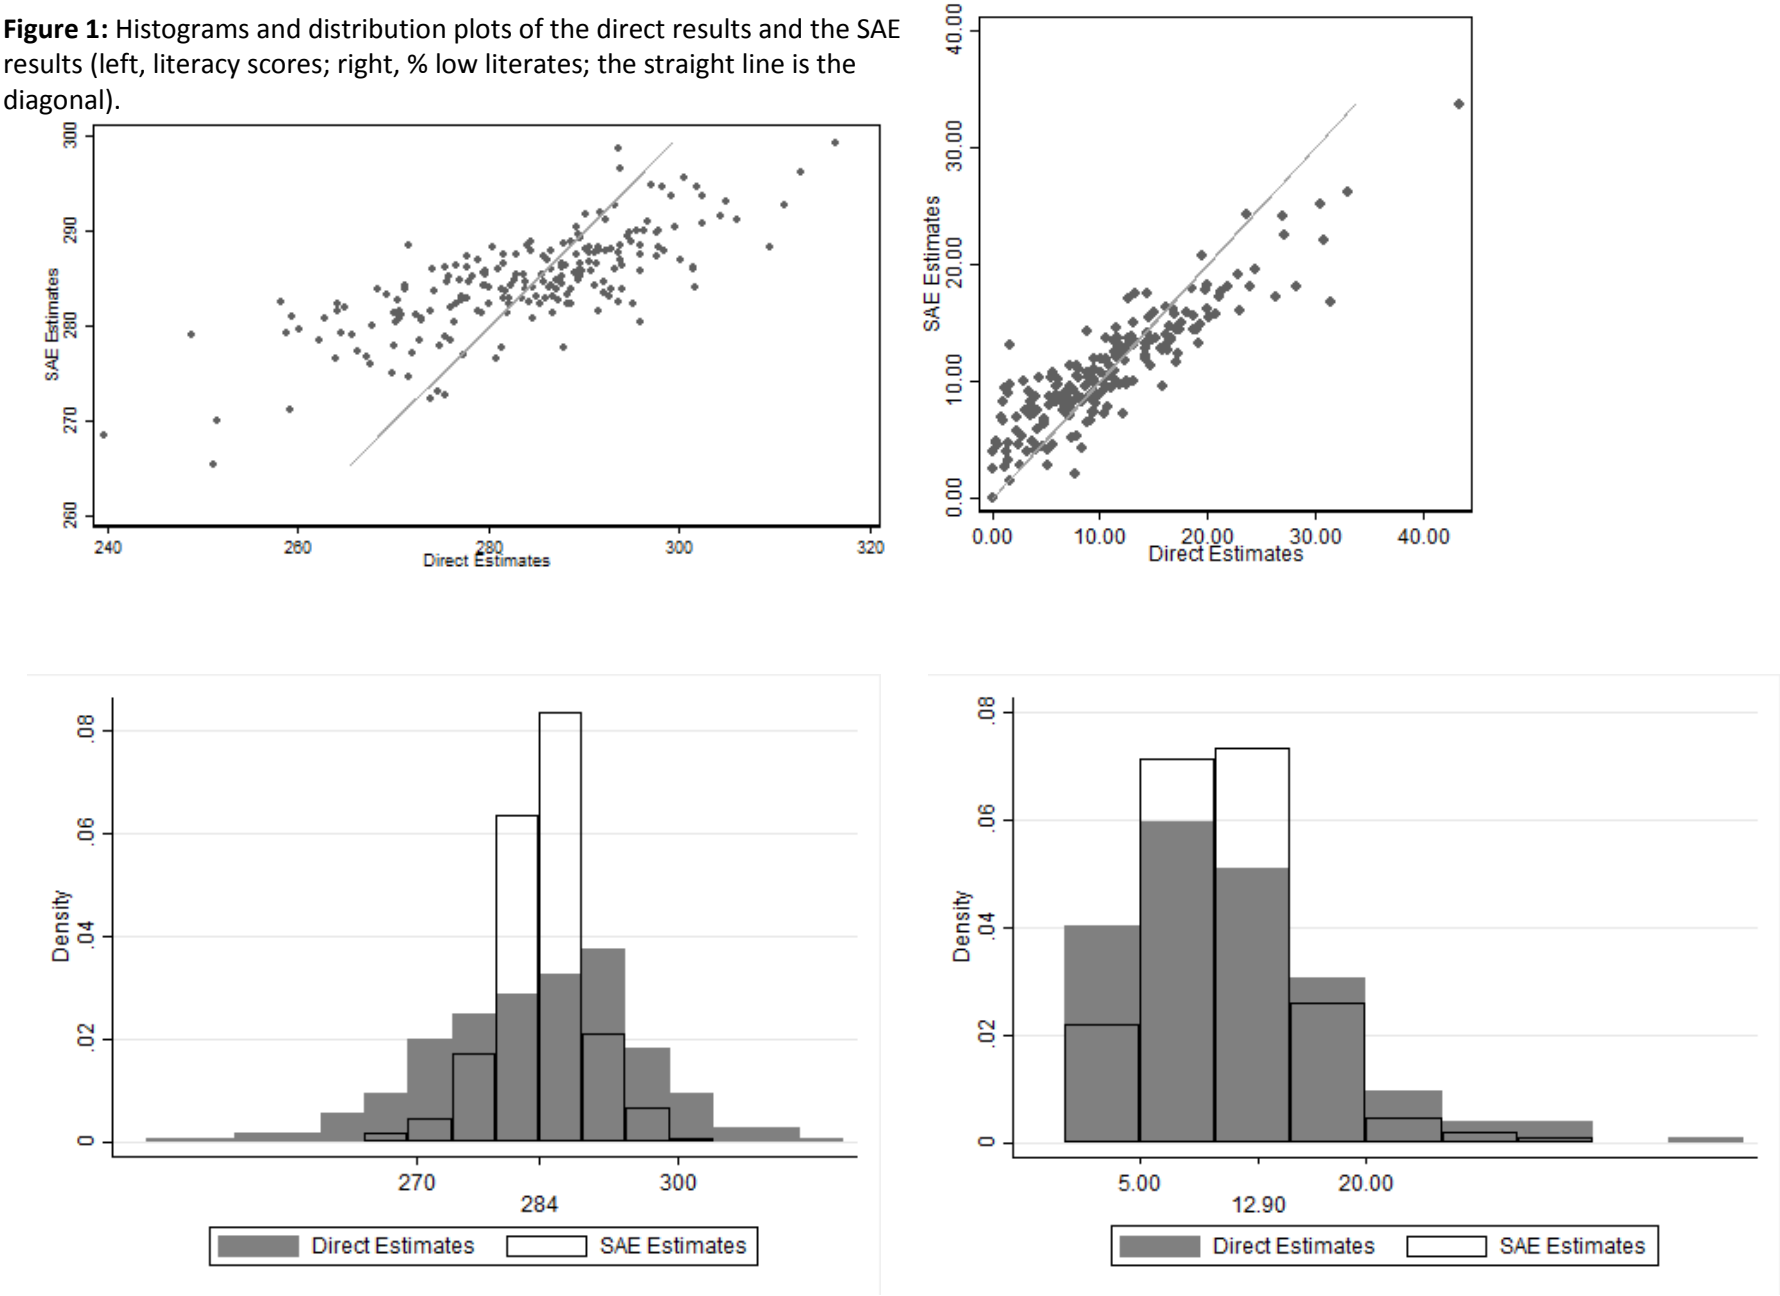 Figure 1: Histograms and distribution plots of the direct results and the SAE
results (left, literacy scores; right, % low literates; the straight line is the
diagonal).
300
290
280
270
260
SAE Estimates
240 260 280 300 320
Direct Estimates
40.00
30.00
20.00
10.00
0.00
SAE Estimates
0.00 10.00 20.00 30.00 40.00
Direct Estimates
.08
.06
.04
.02
0
Density
270 300
284
Direct Estimates SAE Estimates
.08
.06
.04
.02
0
Density
5.00 20.00
12.90
Direct Estimates SAE Estimates